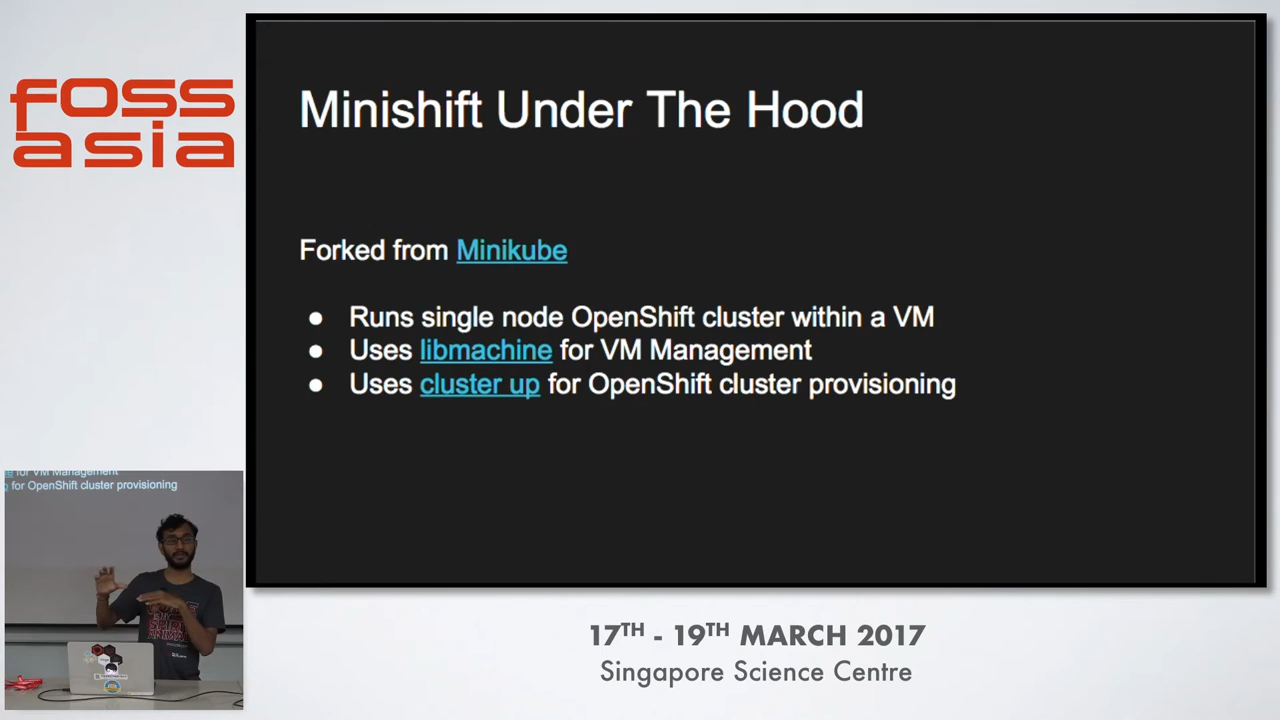 foss
asia
Minishift Under The Hood
Forked from Minikube
● Runs single node OpenShift cluster within a VM
● Uses libmachine for VM Management
● Uses cluster up for OpenShift cluster provisioning
for VM Management
for OpenShift cluster provisioning
17TH - 19TH MARCH 2017
Singapore Science Centre